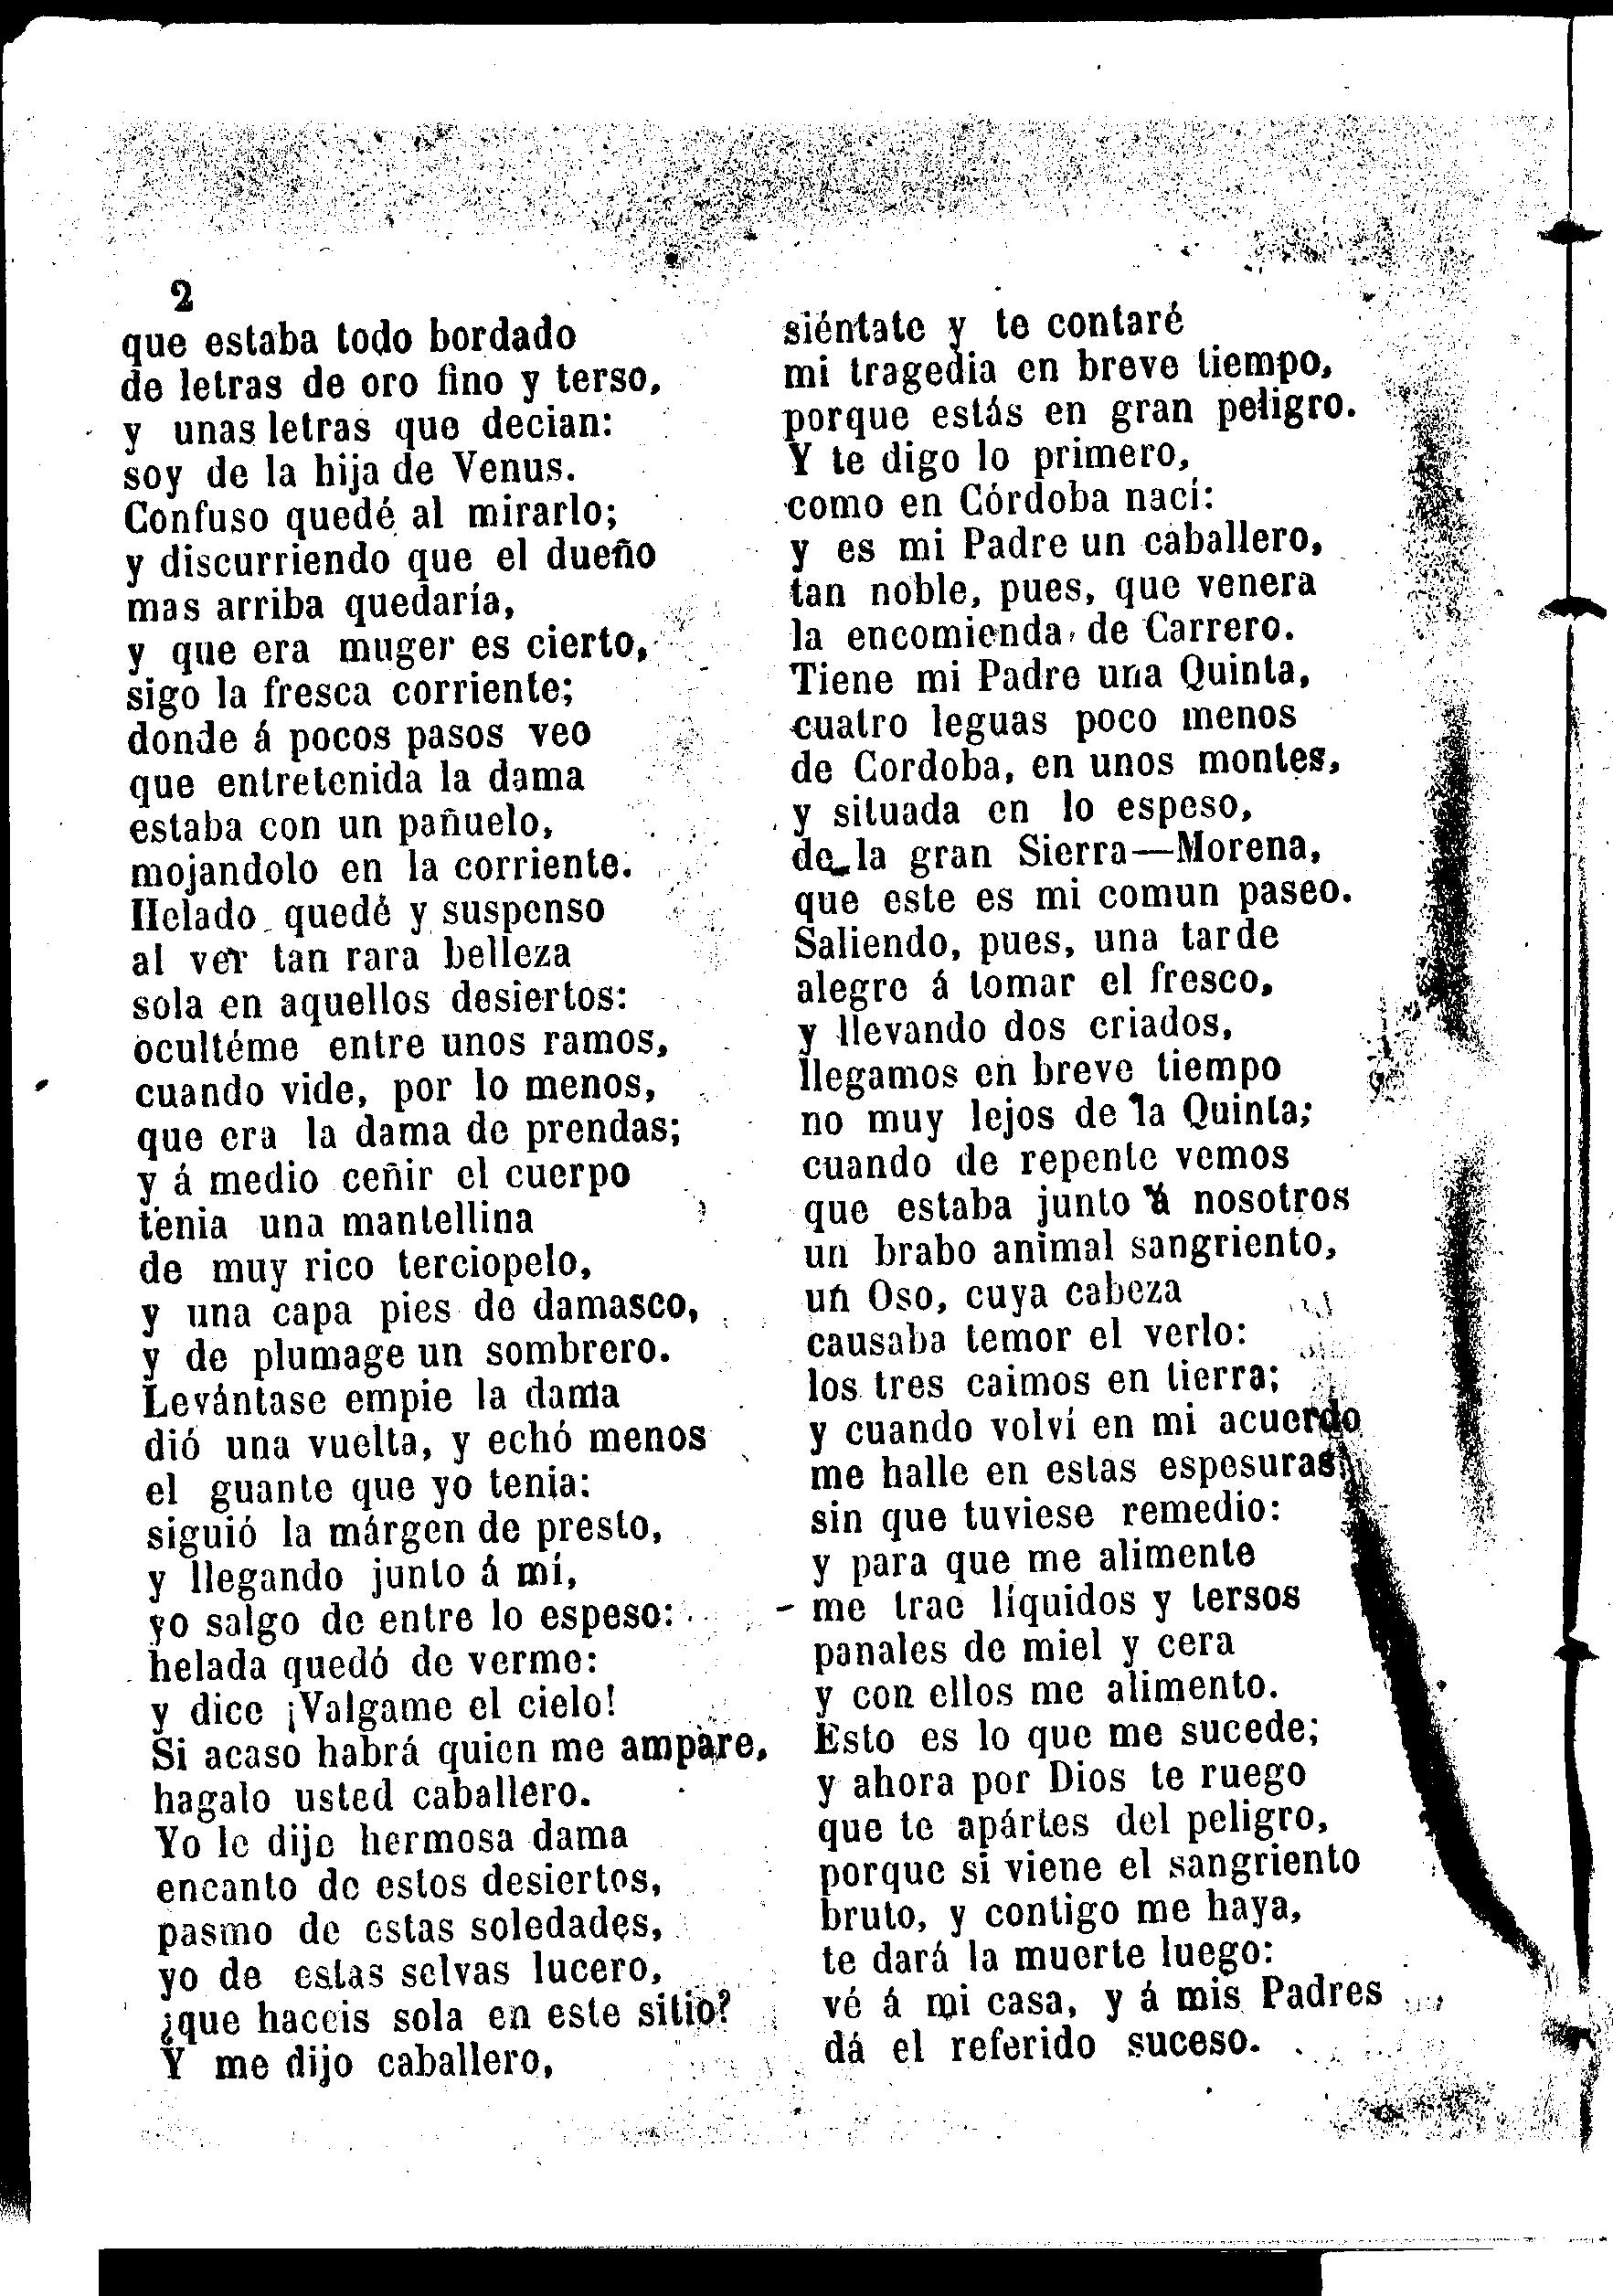 2
que estaba todo bordado
de letras de oro fino y terso,
y unas letras que decian:
soy de la hija de Venus.
Confuso quedé al mirarlo;
y discurriendo que el dueño
mas arriba quedaría,
y que era muger es cierto,
sigo la fresca corriente;
donde á pocos pasos veo
que entretenida la dama
estaba con un pañuelo,
mojandolo en la corriente.
Helado quedé y suspenso
al ver tan rara belleza
sola en aquellos desiertos:
ocultéme entre unos ramos,
cuando vide, por lo menos,
que era la dama de prendas;
y á medio ceñir el cuerpo
tenia una mantellina
de muy rico terciopelo,
y una capa pies de damasco,
y de plumage un sombrero.
Levántase empie la dama
dió una vuelta, y echó menos
el guante que yo tenia:
siguió la márgen de presto,
y llegando junto á mí,
yo salgo de entre lo espeso:
helada quedó de verme:
y dice ¡Valgame el cielo!
Si acaso habrá quien me ampare,
hagalo usted caballero.
Yo le dije hermosa dama
encanto de estos desiertos,
pasmo de estas soledades,
yo de estas selvas lucero,
¿que haceis sola en este sitio?
Y me dijo caballero,
siéntate y te contaré
mi tragedia en breve tiempo,
porque estás en gran peligro.
Y te digo lo primero,
como en Córdoba nací:
y es mi Padre un caballero,
tan noble, pues, que venera
la encomienda de Carrero.
Tiene mi Padre una Quinta,
cuatro leguas poco menos
de Cordoba, en unos montes,
y situada en lo espeso,
de la gran Sierra—Morena,
que este es mi comun paseo.
Saliendo, pues, una tarde
alegre á tomar el fresco,
y llevando dos criados,
llegamos en breve tiempo
no muy lejos de la Quinta;
cuando de repente vemos
que estaba junto á nosotros
un brabo animal sangriento,
un Oso, cuya cabeza
causaba temor el verlo:
los tres caimos en tierra;
y cuando volví en mi acuerdo
me halle en estas espesuras
sin que tuviese remedio:
y para que me alimente
me trae líquidos y tersos
panales de miel y cera
y con ellos me alimento.
Esto es lo que me sucede;
y ahora por Dios te ruego
que te apártes del peligro,
porque si viene el sangriento
bruto, y contigo me haya,
te dará la muerte luego:
vé á mi casa, y á mis Padres
dá el referido suceso.